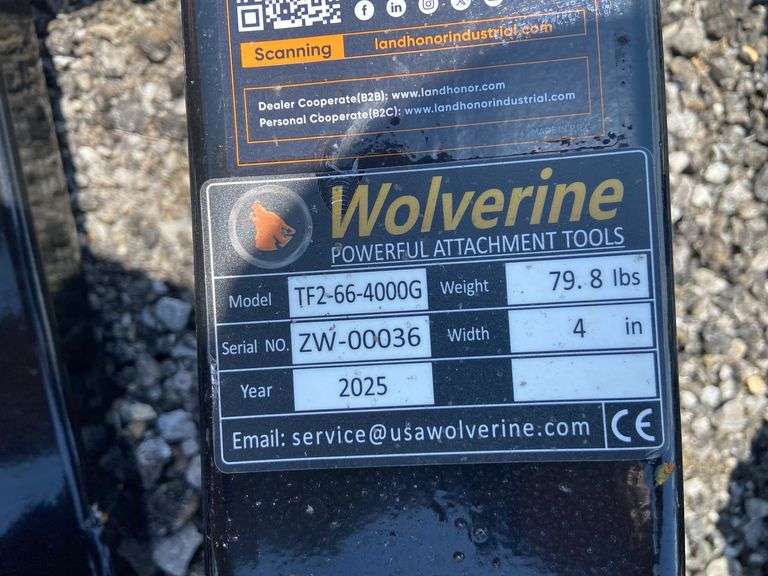 Scanning
landhonorindustrial.com
Dealer Cooperate(B2B): www.landhonor.com
Personal Cooperate(B2C): www.landhonorindustrial.com
Wolverine
POWERFUL ATTACHMENT TOOLS
Model TF2-66-4000G Weight 79.8 lbs
Serial NO. ZW-00036 Width 4 in
Year 2025
Email: service@usawolverine.com CE